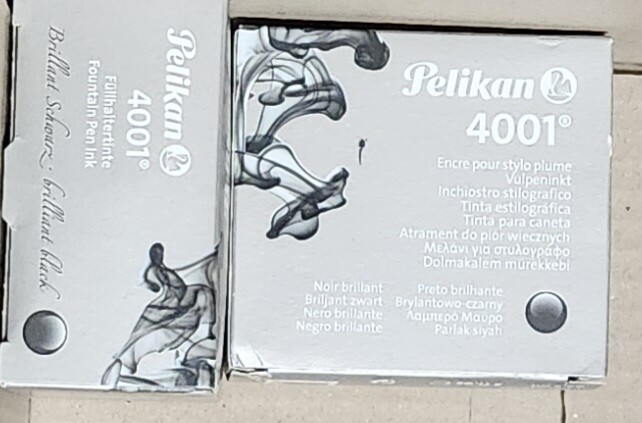 Pelikan
4001®
Füllhaltertinte
Fountain Pen Ink
Brillant Schwarz · brilliant black
Pelikan
4001®
Encre pour stylo plume
Vulpeninkt
Inchiostro stilografico
Tinta estilográfica
Tinta para caneta
Atrament do piór wiecznych
Μελάνι για στυλογράφο
Dolmakalem mürekkebi
Noir brillant
Briljant zwart
Nero brillante
Negro brillante
Preto brilhante
Brylantowo-czarny
Λαμπερό Μαύρο
Parlak siyah